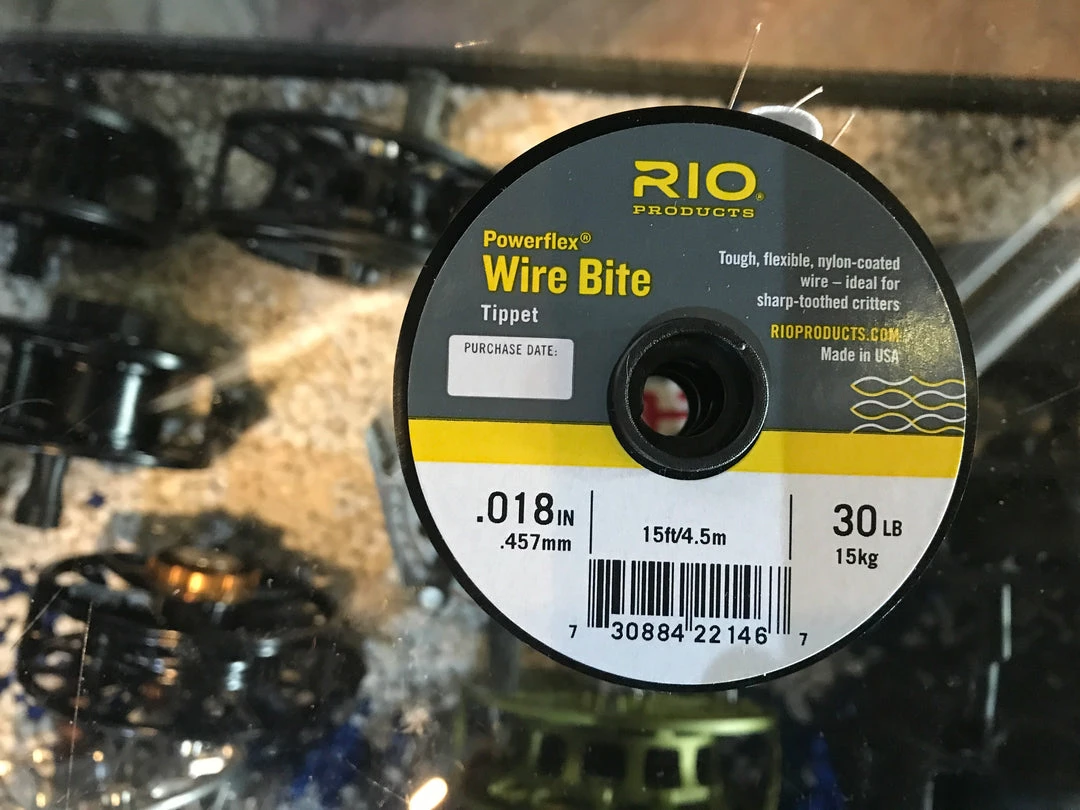 RIO®
PRODUCTS
Powerflex®
Wire Bite
Tippet
PURCHASE DATE:
Tough, flexible, nylon-coated
wire – ideal for
sharp-toothed critters
RIOPRODUCTS.COM
Made in USA
.018IN
.457mm
15ft/4.5m
30 LB
15kg
7 30884 22146 7